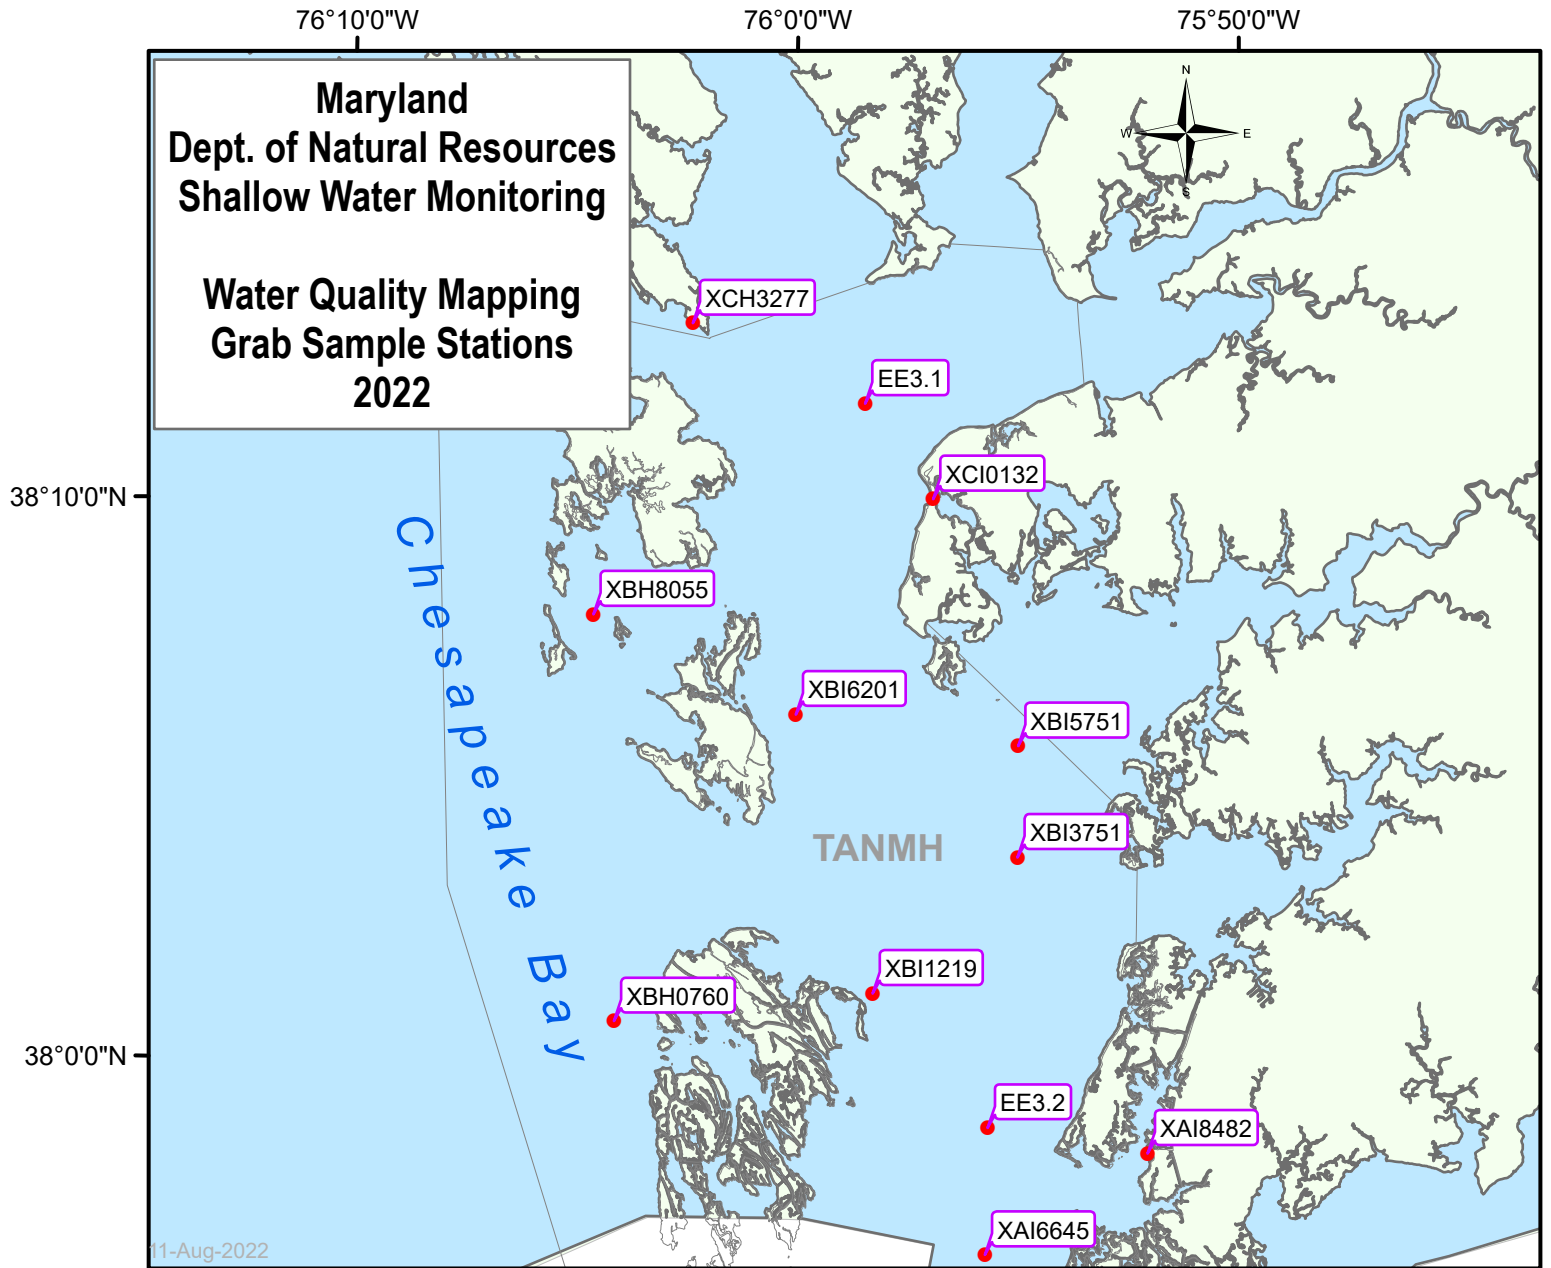 76°10'0"W
76°0'0"W
75°50'0"W
Maryland
Dept. of Natural Resources
Shallow Water Monitoring
Water Quality Mapping
Grab Sample Stations
2022
N
W
E
S
XCH3277
EE3.1
38°10'0"N
XCI0132
Chesapeake Bay
XBH8055
XBI6201
XBI5751
XBI3751
TANMH
XBI1219
XBH0760
38°0'0"N
EE3.2
XAI8482
XAI6645
11-Aug-2022